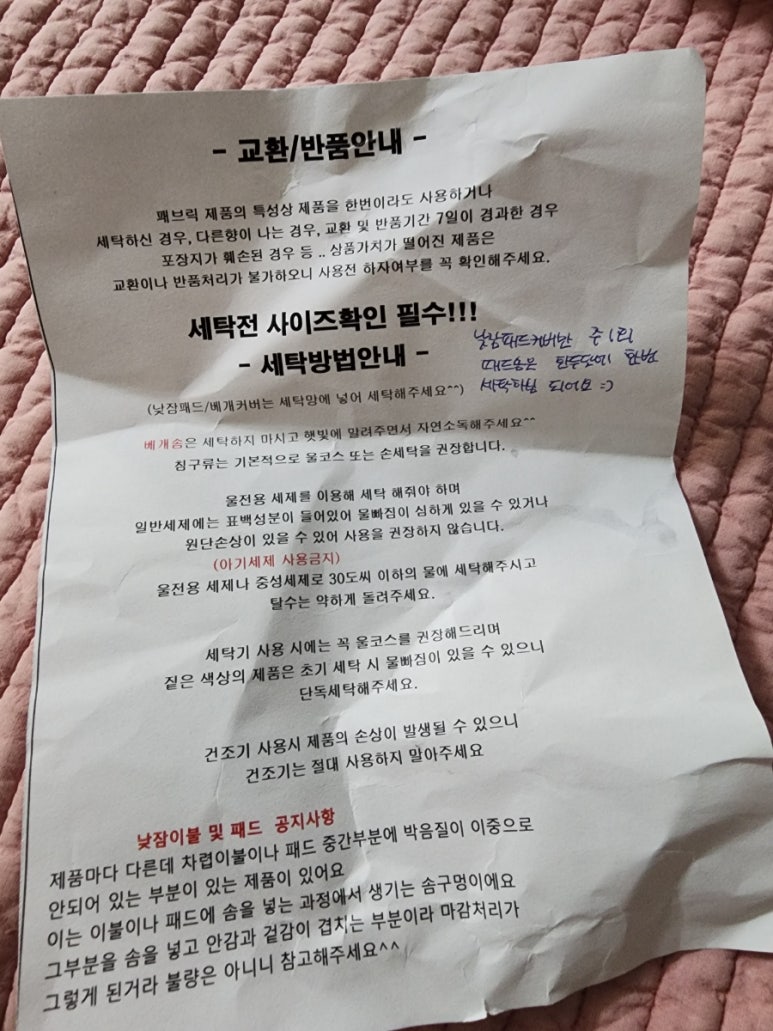 - 교환/반품안내 -
패브릭 제품의 특성상 제품을 한번이라도 사용하거나
세탁하신 경우, 다른향이 나는 경우, 교환 및 반품기간 7일이 경과한 경우
포장지가 훼손된 경우 등 .. 상품가치가 떨어진 제품은
교환이나 반품처리가 불가하오니 사용전 하자여부를 꼭 확인해주세요.
세탁전 사이즈확인 필수!!!
- 세탁방법안내 -
낮잠패드커버만 주 1회
패드솜은 한두달에 한번
세탁하심 되어요 :)
(낮잠패드/베개커버는 세탁망에 넣어 세탁해주세요^^)
베개솜은 세탁하지 마시고 햇빛에 말려주면서 자연소독해주세요^^
침구류는 기본적으로 울코스 또는 손세탁을 권장합니다.
울전용 세제를 이용해 세탁 해줘야 하며
일반세제에는 표백성분이 들어있어 물빠짐이 심하게 있을 수 있거나
원단손상이 있을 수 있어 사용을 권장하지 않습니다.
(아기세제 사용금지)
울전용 세제나 중성세제로 30도씨 이하의 물에 세탁해주시고
탈수는 약하게 돌려주세요.
세탁기 사용 시에는 꼭 울코스를 권장해드리며
짙은 색상의 제품은 초기 세탁 시 물빠짐이 있을 수 있으니
단독세탁해주세요.
건조기 사용시 제품의 손상이 발생될 수 있으니
건조기는 절대 사용하지 말아주세요
낮잠이불 및 패드 공지사항
제품마다 다른데 차렵이불이나 패드 중간부분에 박음질이 이중으로
안되어 있는 부분이 있는 제품이 있어요
이는 이불이나 패드에 솜을 넣는 과정에서 생기는 솜구멍이에요
그부분을 솜을 넣고 안감과 겉감이 겹치는 부분이라 마감처리가
그렇게 된거라 불량은 아니니 참고해주세요^^